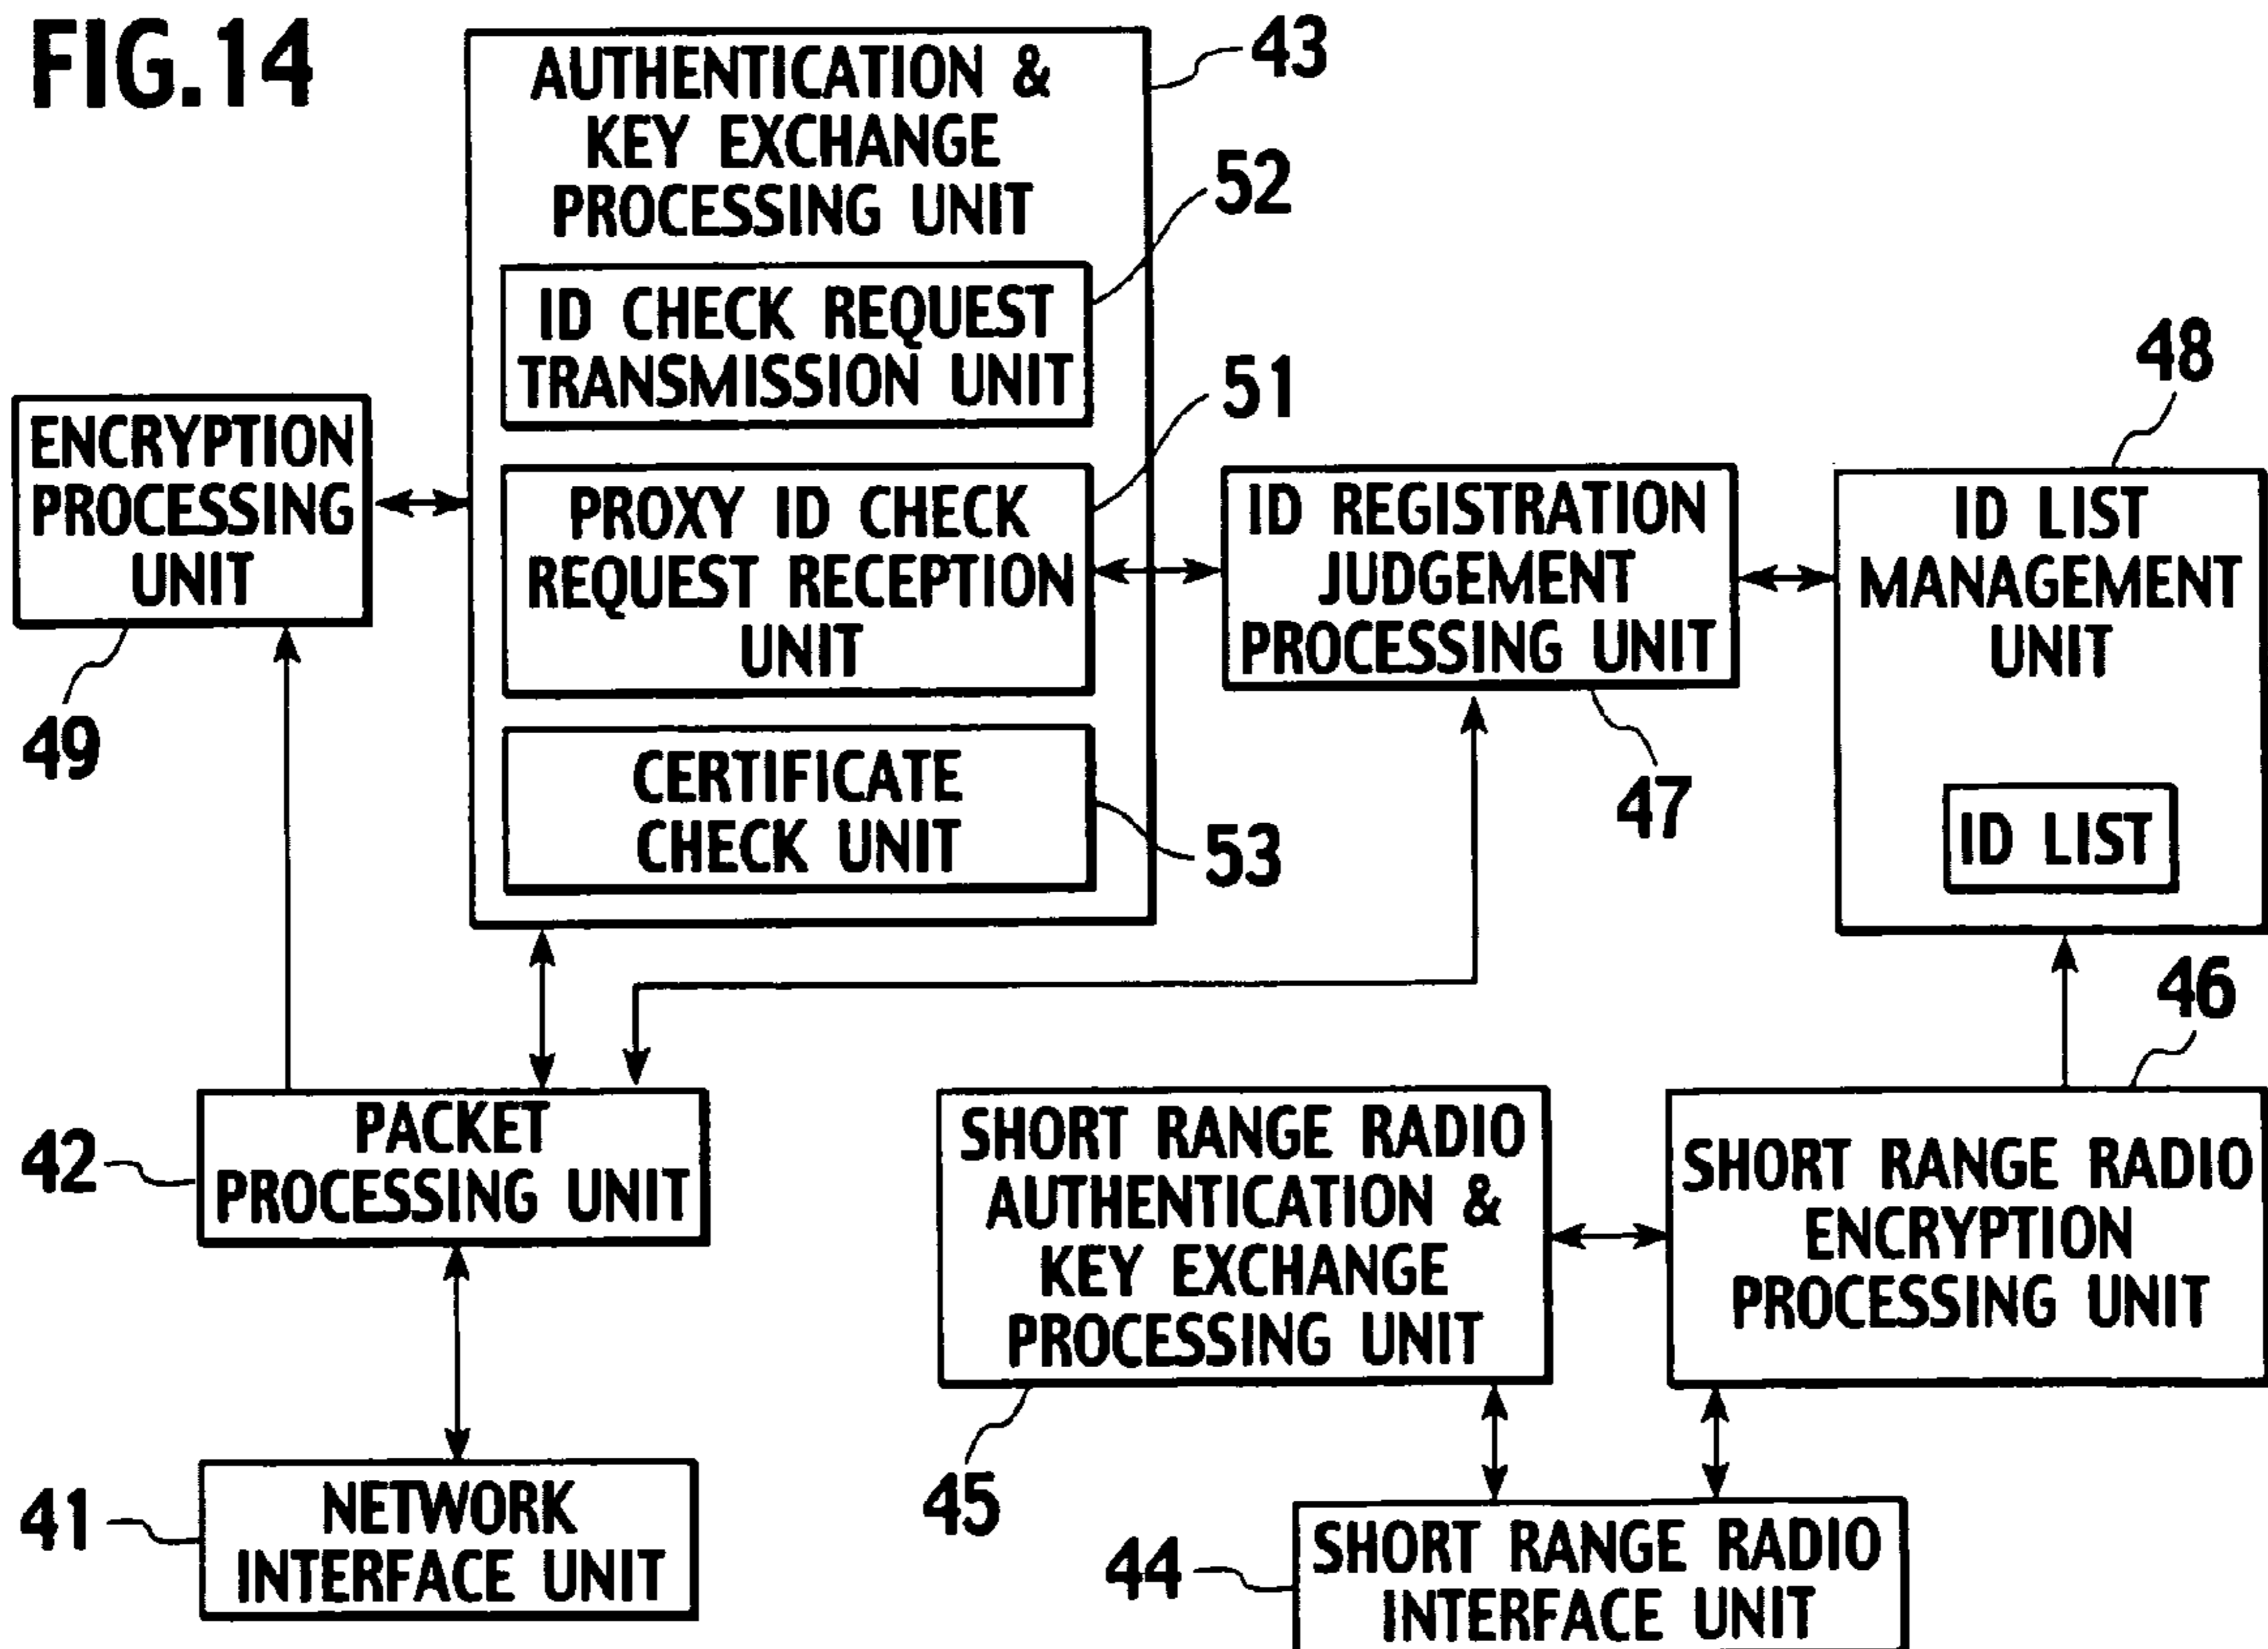 FIG.14
AUTHENTICATION &
KEY EXCHANGE
PROCESSING UNIT
43
ID CHECK REQUEST
TRANSMISSION UNIT
52
PROXY ID CHECK
REQUEST RECEPTION
UNIT
51
CERTIFICATE
CHECK UNIT
53
ENCRYPTION
PROCESSING
UNIT
49
ID REGISTRATION
JUDGEMENT
PROCESSING UNIT
47
48
ID LIST
MANAGEMENT
UNIT
ID LIST
46
PACKET
PROCESSING UNIT
42
SHORT RANGE RADIO
AUTHENTICATION &
KEY EXCHANGE
PROCESSING UNIT
45
SHORT RANGE RADIO
ENCRYPTION
PROCESSING UNIT
NETWORK
INTERFACE UNIT
41
44
SHORT RANGE RADIO
INTERFACE UNIT